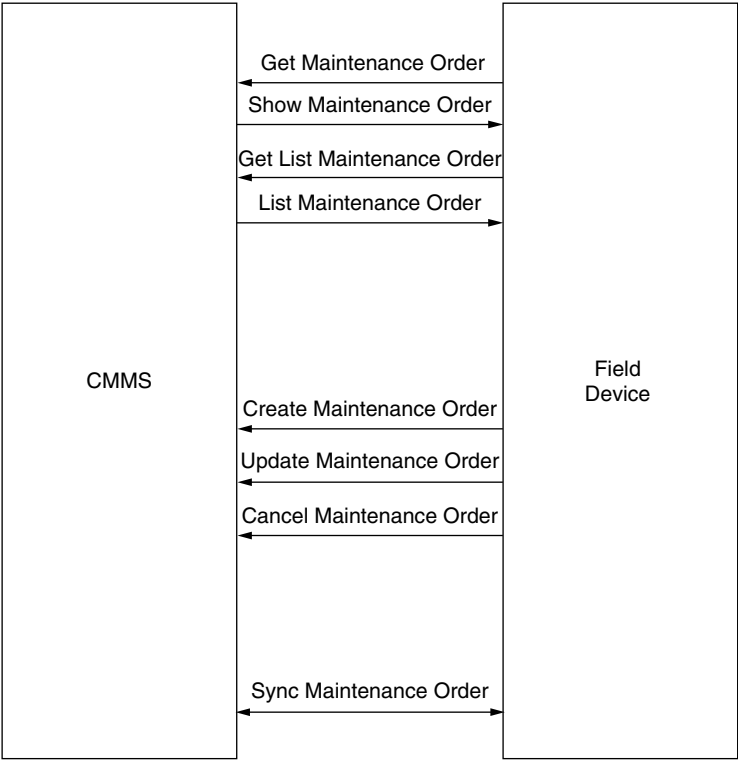 Get Maintenance Order
Show Maintenance Order
Get List Maintenance Order
List Maintenance Order
CMMS
Field
Device
Create Maintenance Order
Update Maintenance Order
Cancel Maintenance Order
Sync Maintenance Order